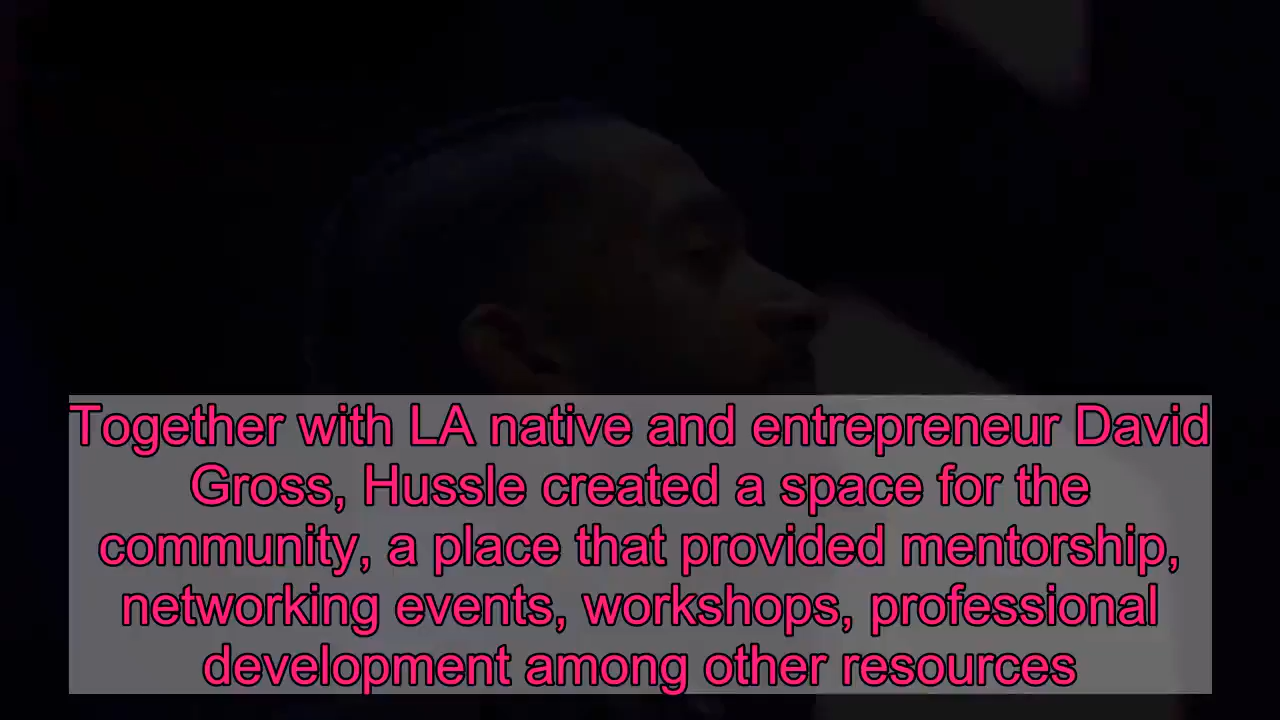 Together with LA native and entrepreneur David
Gross, Hussle created a space for the
community, a place that provided mentorship,
networking events, workshops, professional
development among other resources